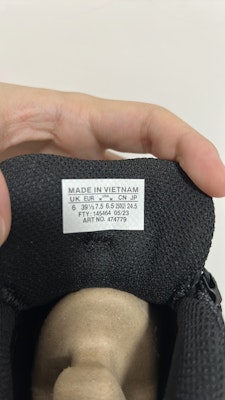 MADE IN VIETNAM
UK EUR USA CN JP
6 39⅓ 7.5 6.5 250 24.5
FTY: 145464 05/23
ART NO. 474779